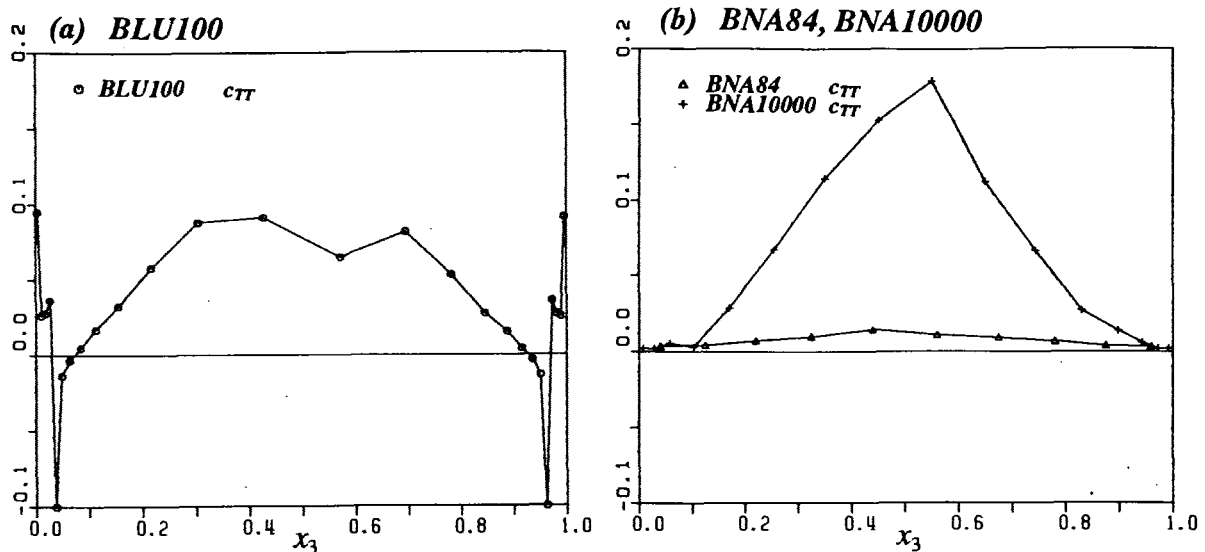 (a) BLU100
0.2
BLU100 cTT
0.1
0.0
-0.1
0.0 0.2 0.4 0.6 0.8 1.0
x3
(b) BNA84, BNA10000
0.2
BNA84 cTT
BNA10000 cTT
0.1
0.0
-0.1
0.0 0.2 0.4 0.6 0.8 1.0
x3